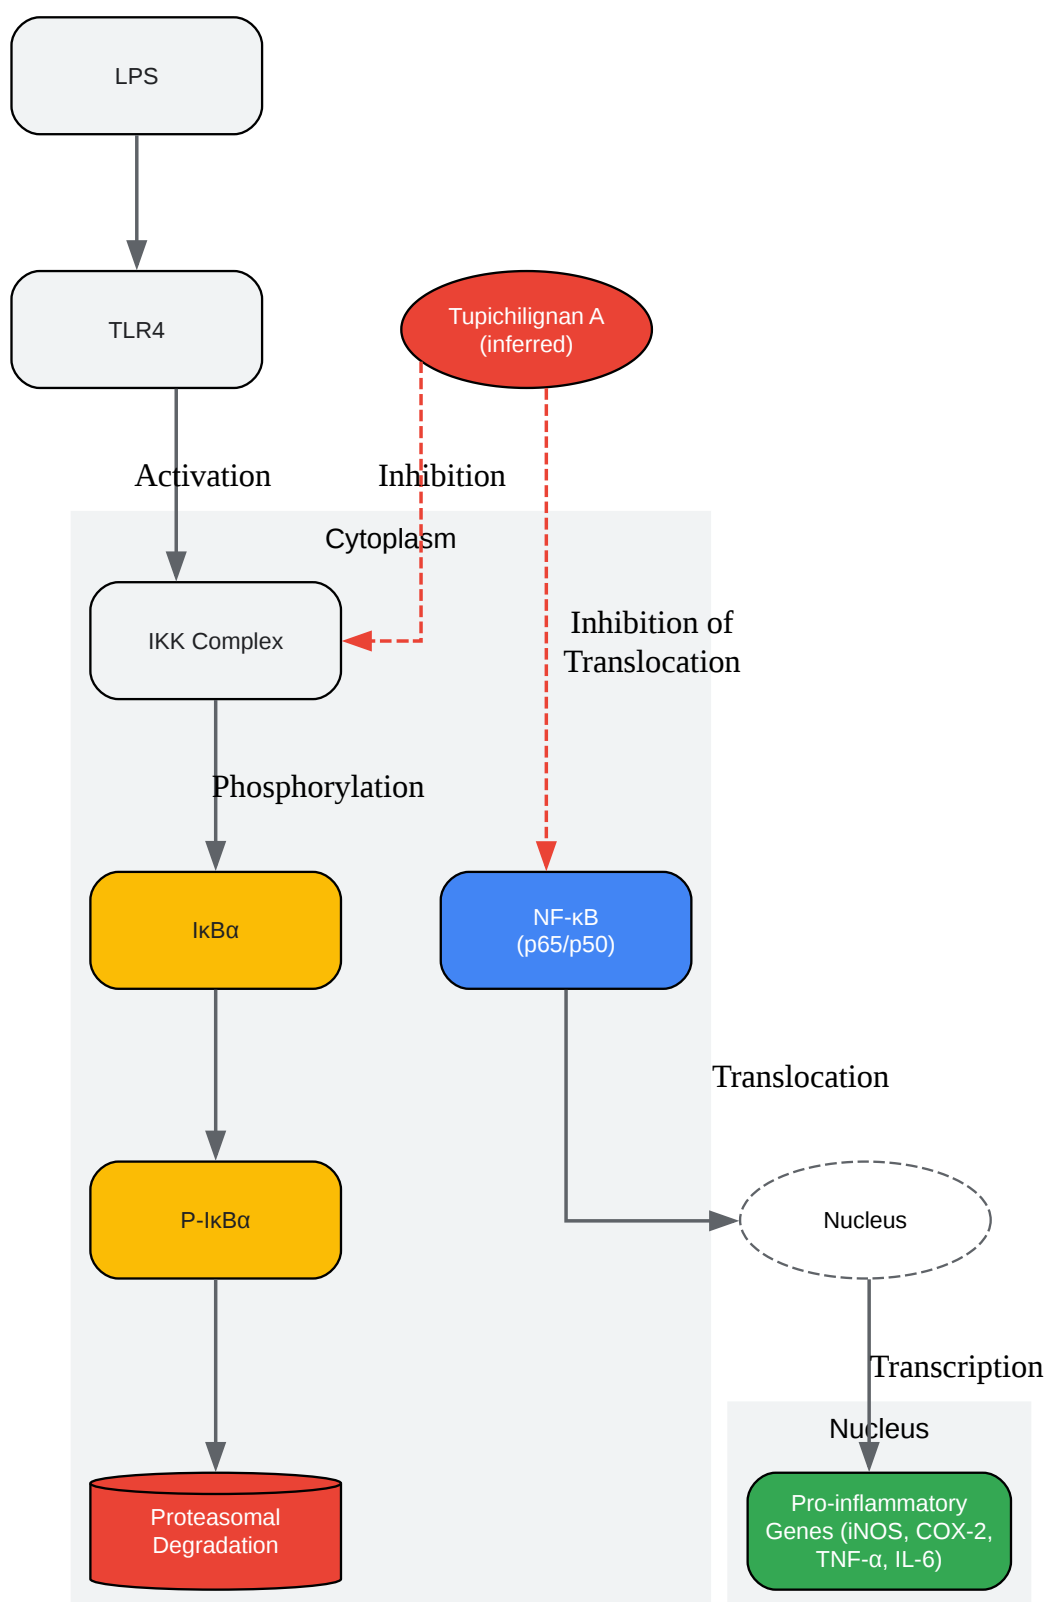 LPS
TLR4
Tupichilignan A
(inferred)
Activation
Inhibition
Cytoplasm
IKK Complex
Inhibition of
Translocation
Phosphorylation
IκBα
NF-κB
(p65/p50)
Translocation
P-IκBα
Nucleus
Transcription
Nucleus
Proteasomal
Degradation
Pro-inflammatory
Genes (iNOS, COX-2,
TNF-α, IL-6)